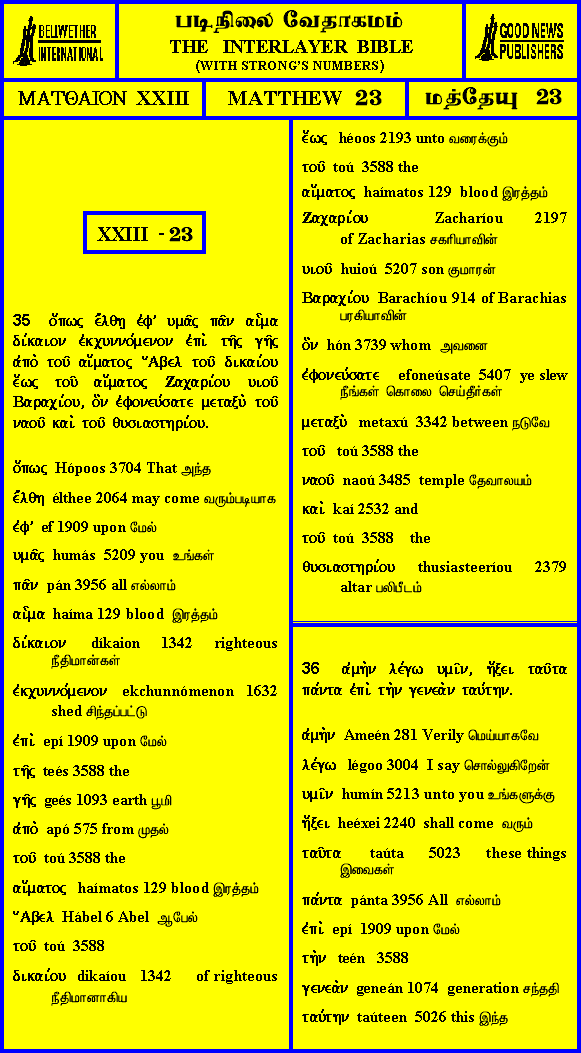 BELLWETHER
INTERNATIONAL
படிநிலை வேதாகமம்
THE INTERLAYER BIBLE
(WITH STRONG'S NUMBERS)
GOOD NEWS
PUBLISHERS
ΜΑΤΘΑΙΟΝ XXIII
MATTHEW 23
மத்தேயு 23
XXIII - 23
35 ὅπως ἔλθῃ ἐφ' υμᾶς πᾶν αἷμα
δίκαιον ἐκχυννόμενον ἐπὶ τῆς γῆς
ἀπὸ τοῦ αἵματος Ἅβελ τοῦ δικαίου
ἕως τοῦ αἵματος Ζαχαρίου υιοῦ
Βαραχίου, ὃν ἐφονεύσατε μεταξὺ τοῦ
ναοῦ καὶ τοῦ θυσιαστηρίου.
ὅπως Hópoos 3704 That அந்த
ἔλθη élthee 2064 may come வரும்படியாக
ἐφ' ef 1909 upon மேல்
υμᾶς humás 5209 you உங்கள்
πᾶν pán 3956 all எல்லாம்
αἷμα haíma 129 blood இரத்தம்
δίκαιον díkaion 1342 righteous
நீதிமான்கள்
ἐκχυννόμενον ekchunnómenon 1632
shed சிந்தப்பட்டு
ἐπὶ epí 1909 upon மேல்
τῆς teés 3588 the
γῆς geés 1093 earth பூமி
ἀπὸ apó 575 from முதல்
τοῦ toú 3588 the
αἵματος haímatos 129 blood இரத்தம்
Ἅβελ Hábel 6 Abel ஆபேல்
τοῦ toú 3588
δικαίου dikaíou 1342 of righteous
நீதிமானாகிய
ἕως héoos 2193 unto வரைக்கும்
τοῦ toú 3588 the
αἵματος haímatos 129 blood இரத்தம்
Ζαχαρίου Zacharíou 2197
of Zacharias சகரியாவின்
υιοῦ huioú 5207 son குமாரன்
Βαραχίου Barachíou 914 of Barachias
பரகியாவின்
ὃν hón 3739 whom அவனை
ἐφονεύσατε efoneúsate 5407 ye slew
நீங்கள் கொலை செய்தீர்கள்
μεταξὺ metaxú 3342 between நடுவே
τοῦ toú 3588 the
ναοῦ naoú 3485 temple தேவாலயம்
καὶ kaí 2532 and
τοῦ toú 3588 the
θυσιαστηρίου thusiasteeríou 2379
altar பலிபீடம்
36 ἀμὴν λέγω υμῖν, ἥξει ταῦτα
πάντα ἐπὶ τὴν γενεὰν ταύτην.
ἀμὴν Ameén 281 Verily மெய்யாகவே
λέγω légoo 3004 I say சொல்லுகிறேன்
υμῖν humín 5213 unto you உங்களுக்கு
ἥξει heéxei 2240 shall come வரும்
ταῦτα taúta 5023 these things
இவைகள்
πάντα pánta 3956 All எல்லாம்
ἐπὶ epí 1909 upon மேல்
τὴν teén 3588
γενεὰν geneán 1074 generation சந்ததி
ταύτην taúteen 5026 this இந்த